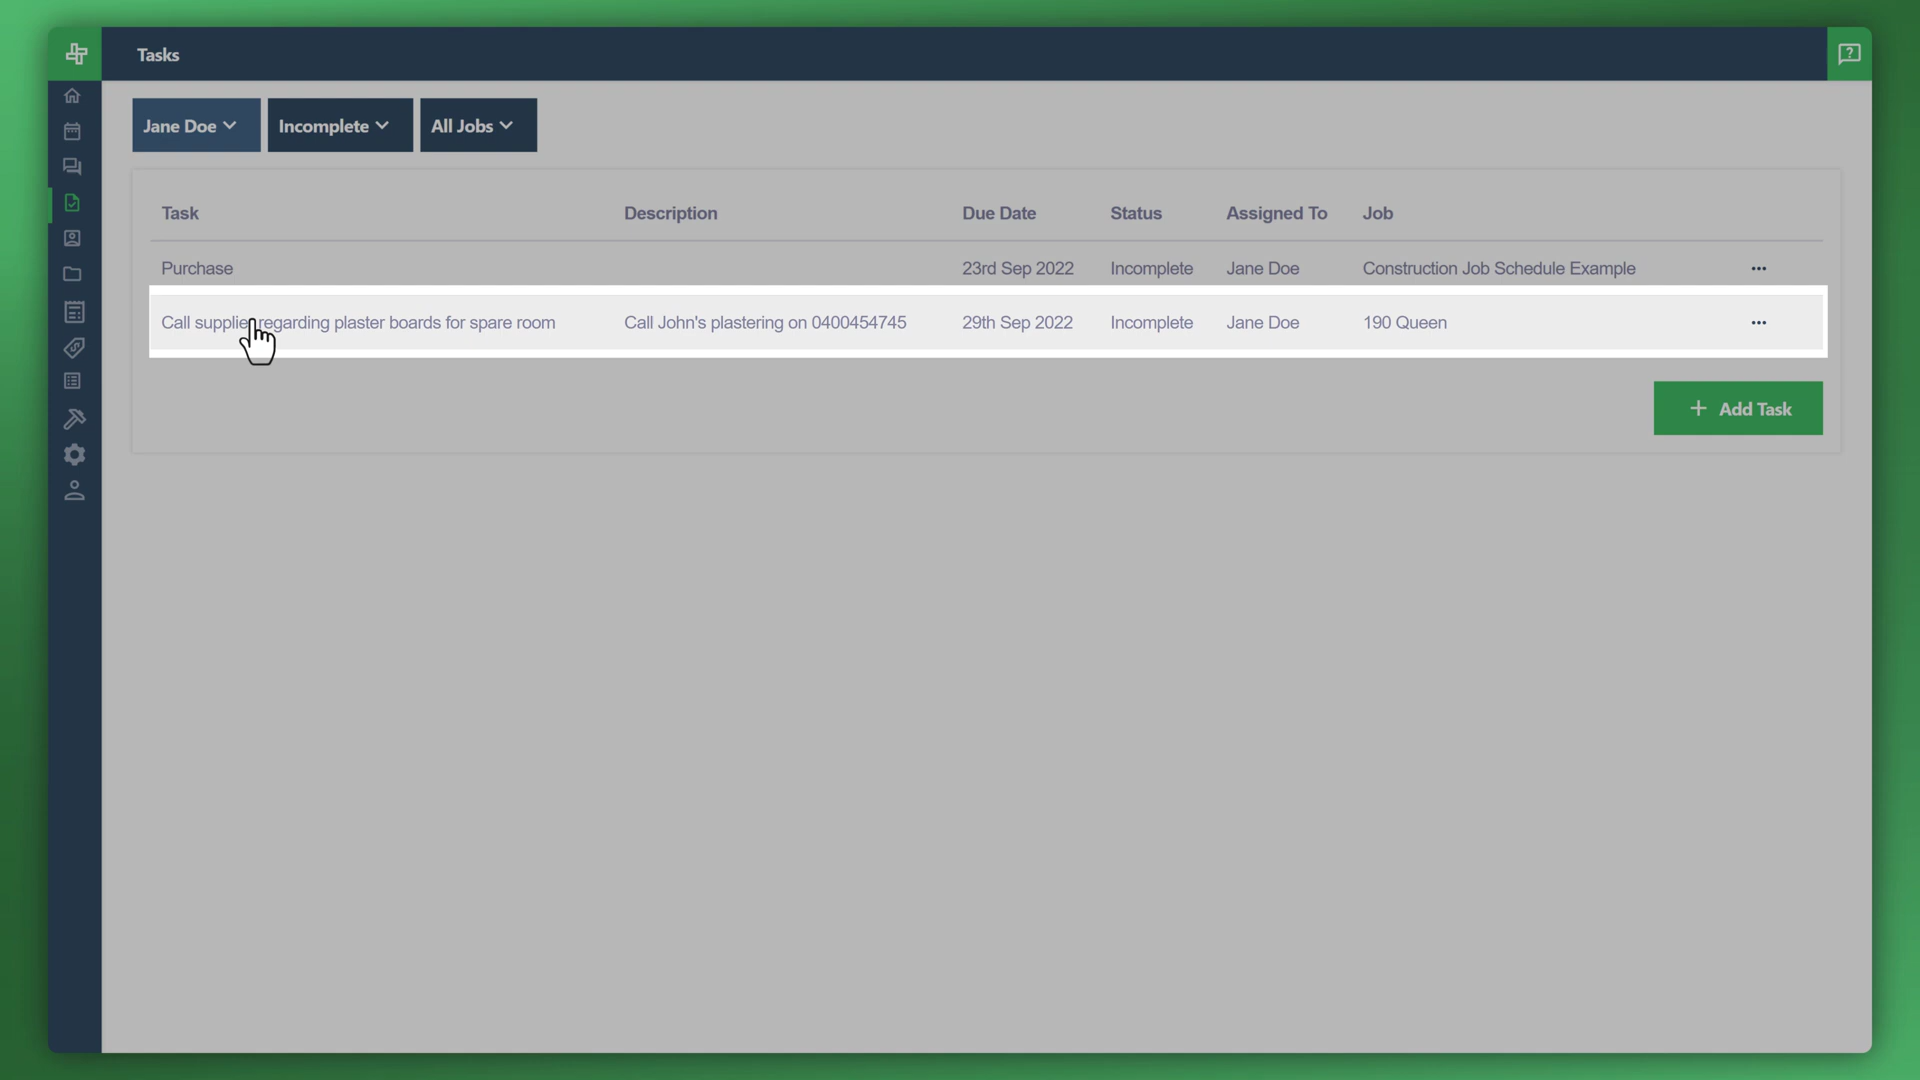 Tasks
Jane Doe
Incomplete
All Jobs
Task Description Due Date Status Assigned To Job
Purchase 23rd Sep 2022 Incomplete Jane Doe Construction Job Schedule Example
Call supplier regarding plaster boards for spare room Call John's plastering on 0400454745 29th Sep 2022 Incomplete Jane Doe 190 Queen
+ Add Task